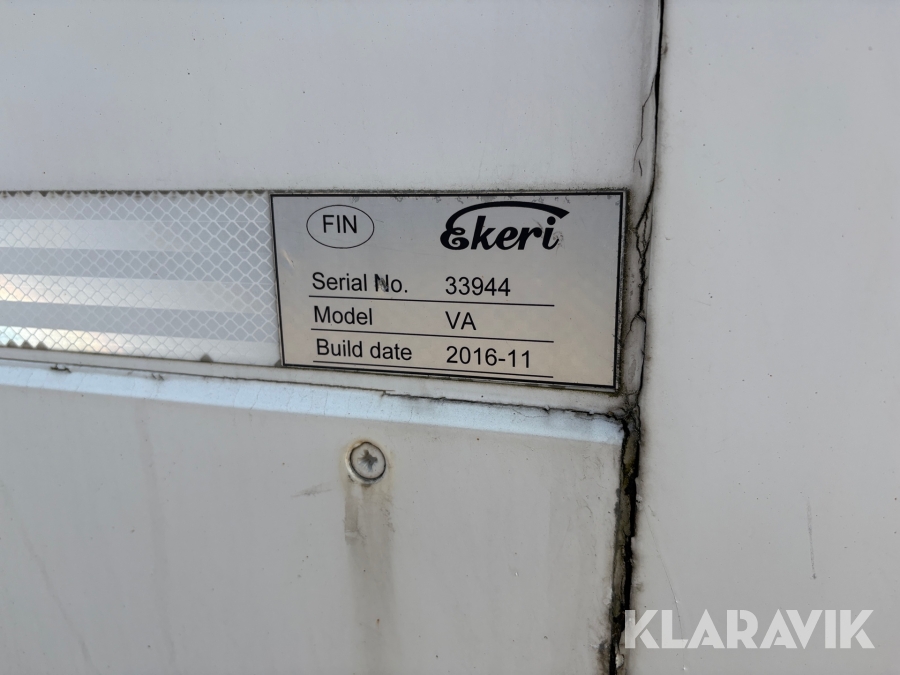 FIN
Ekeri
Serial No. 33944
Model VA
Build date 2016-11
KLARAVIK